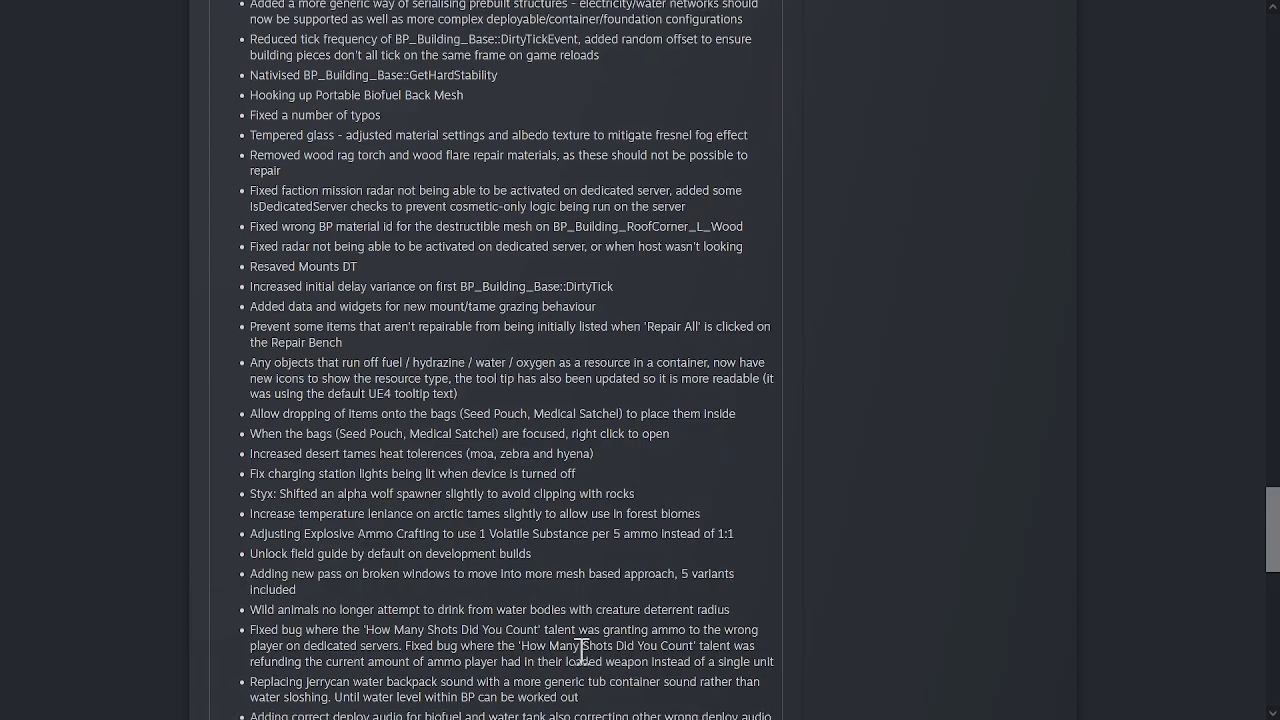 • Added a more generic way of serialising prebuilt structures - electricity/water networks should
now be supported as well as more complex deployable/container/foundation configurations
• Reduced tick frequency of BP_Building_Base::DirtyTickEvent, added random offset to ensure
building pieces don't all tick on the same frame on game reloads
• Nativised BP_Building_Base::GetHardStability
• Hooking up Portable Biofuel Back Mesh
• Fixed a number of typos
• Tempered glass - adjusted material settings and albedo texture to mitigate fresnel fog effect
• Removed wood rag torch and wood flare repair materials, as these should not be possible to
repair
• Fixed faction mission radar not being able to be activated on dedicated server, added some
IsDedicatedServer checks to prevent cosmetic-only logic being run on the server
• Fixed wrong BP material id for the destructible mesh on BP_Building_RoofCorner_L_Wood
• Fixed radar not being able to be activated on dedicated server, or when host wasn't looking
• Resaved Mounts DT
• Increased initial delay variance on first BP_Building_Base::DirtyTick
• Added data and widgets for new mount/tame grazing behaviour
• Prevent some items that aren't repairable from being initially listed when 'Repair All' is clicked on
the Repair Bench
• Any objects that run off fuel / hydrazine / water / oxygen as a resource in a container, now have
new icons to show the resource type, the tool tip has also been updated so it is more readable (it
was using the default UE4 tooltip text)
• Allow dropping of items onto the bags (Seed Pouch, Medical Satchel) to place them inside
• When the bags (Seed Pouch, Medical Satchel) are focused, right click to open
• Increased desert tames heat tolerences (moa, zebra and hyena)
• Fix charging station lights being lit when device is turned off
• Styx: Shifted an alpha wolf spawner slightly to avoid clipping with rocks
• Increase temperature leniance on arctic tames slightly to allow use in forest biomes
• Adjusting Explosive Ammo Crafting to use 1 Volatile Substance per 5 ammo instead of 1:1
• Unlock field guide by default on development builds
• Adding new pass on broken windows to move into more mesh based approach, 5 variants
included
• Wild animals no longer attempt to drink from water bodies with creature deterrent radius
• Fixed bug where the 'How Many Shots Did You Count' talent was granting ammo to the wrong
player on dedicated servers. Fixed bug where the 'How Many Shots Did You Count' talent was
refunding the current amount of ammo player had in their loaded weapon instead of a single unit
• Replacing jerrycan water backpack sound with a more generic tub container sound rather than
water sloshing. Until water level within BP can be worked out
• Adding correct deploy audio for biofuel and water tank also correcting other wrong deploy audio